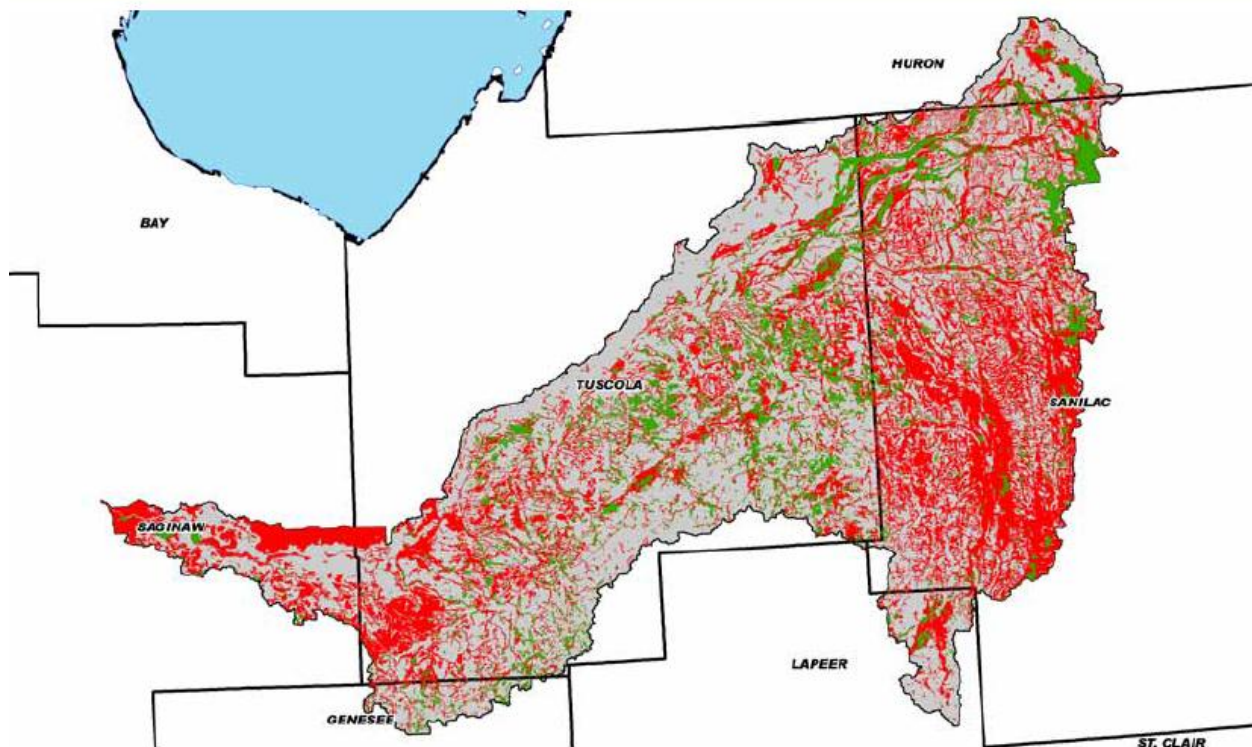 HURON
BAY
TUSCOLA
SANILAC
SAGINAW
LAPEER
GENESEE
ST. CLAIR